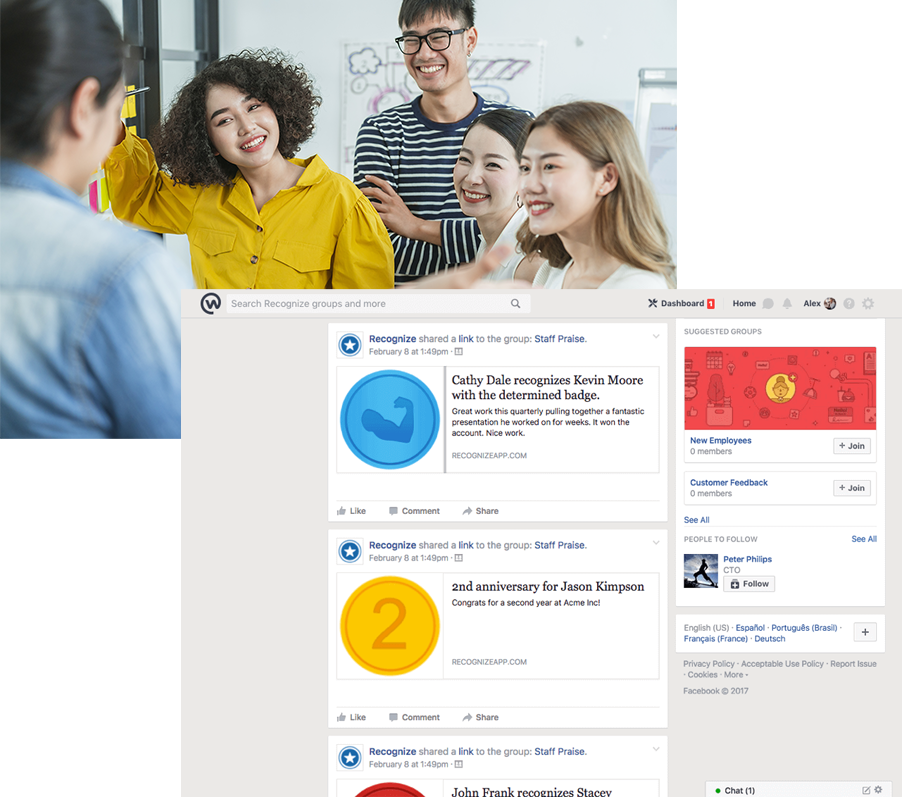 Search Recognize groups and more
Dashboard 1
Home
Alex
Recognize shared a link to the group: Staff Praise.
February 8 at 1:49pm ·
Cathy Dale recognizes Kevin Moore
with the determined badge.
Great work this quarterly pulling together a fantastic
presentation he worked on for weeks. It won the
account. Nice work.
RECOGNIZEAPP.COM
Like Comment Share
Recognize shared a link to the group: Staff Praise.
February 8 at 1:49pm ·
2
2nd anniversary for Jason Kimpson
Congrats for a second year at Acme Inc!
RECOGNIZEAPP.COM
Like Comment Share
Recognize shared a link to the group: Staff Praise.
February 8 at 1:49pm ·
John Frank recognizes Stacey
SUGGESTED GROUPS
New Employees
0 members
+ Join
Customer Feedback
0 members
+ Join
See All
PEOPLE TO FOLLOW See All
Peter Philips
CTO
Follow
English (US) · Español · Português (Brasil) ·
Français (France) · Deutsch
+
Privacy Policy · Acceptable Use Policy · Report Issue
· Cookies · More
Facebook © 2017
Chat (1)